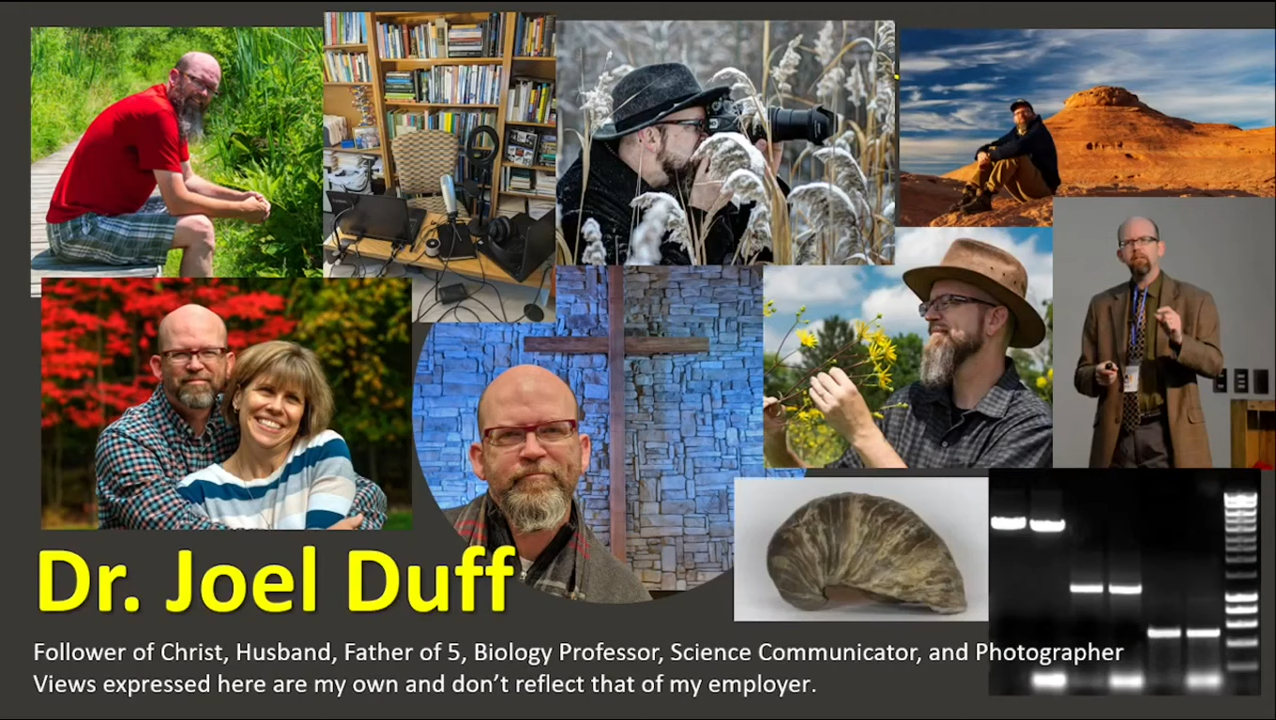 Dr. Joel Duff
Follower of Christ, Husband, Father of 5, Biology Professor, Science Communicator, and Photographer
Views expressed here are my own and don’t reflect that of my employer.